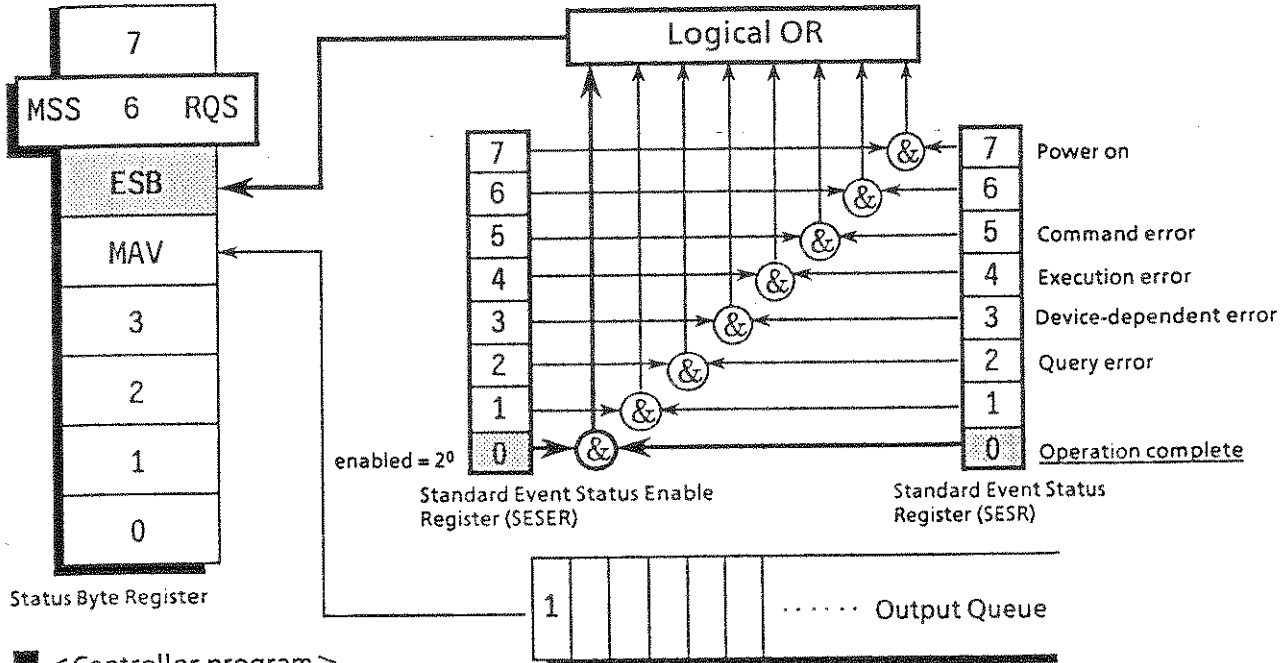 Logical OR
7
MSS 6 RQS
ESB
MAV
3
2
1
0
Status Byte Register
7 & 7 Power on
6 & 6
5 & 5 Command error
4 & 4 Execution error
3 & 3 Device-dependent error
2 & 2 Query error
1 & 1
enabled = 2⁰ 0 & 0 Operation complete
Standard Event Status Enable
Register (SESER)
Standard Event Status
Register (SESR)
1 ...... Output Queue
<Controller program>